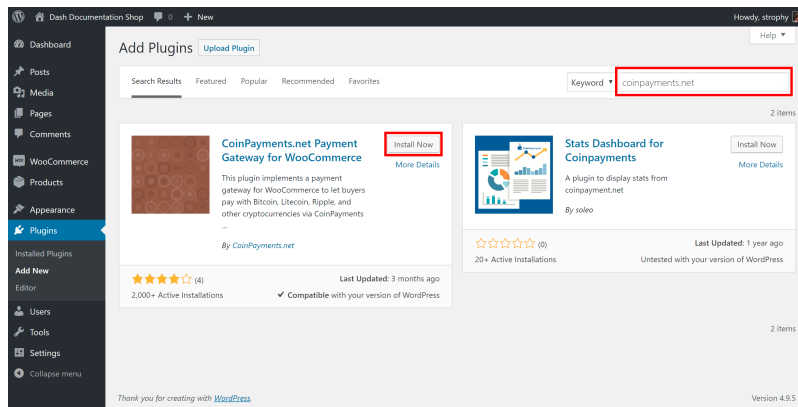 Dash Documentation Shop 0 + New Howdy, strophy
Help ▼
Dashboard
Posts
Media
Pages
Comments
WooCommerce
Products
Appearance
Plugins
Installed Plugins
Add New
Editor
Users
Tools
Settings
Collapse menu
Add Plugins Upload Plugin
Search Results Featured Popular Recommended Favorites Keyword ▼ coinpayments.net
2 items
CoinPayments.net Payment
Gateway for WooCommerce
Install Now
More Details
This plugin implements a payment
gateway for WooCommerce to let buyers
pay with Bitcoin, Litecoin, Ripple, and
other cryptocurrencies via CoinPayments
...
By CoinPayments.net
(4)
Last Updated: 3 months ago
2,000+ Active Installations
✔ Compatible with your version of WordPress
Stats Dashboard for
Coinpayments
Install Now
More Details
A plugin to display stats from
coinpayment.net
By soleo
(0)
Last Updated: 1 year ago
20+ Active Installations
Untested with your version of WordPress
2 items
Thank you for creating with WordPress.
Version 4.9.5